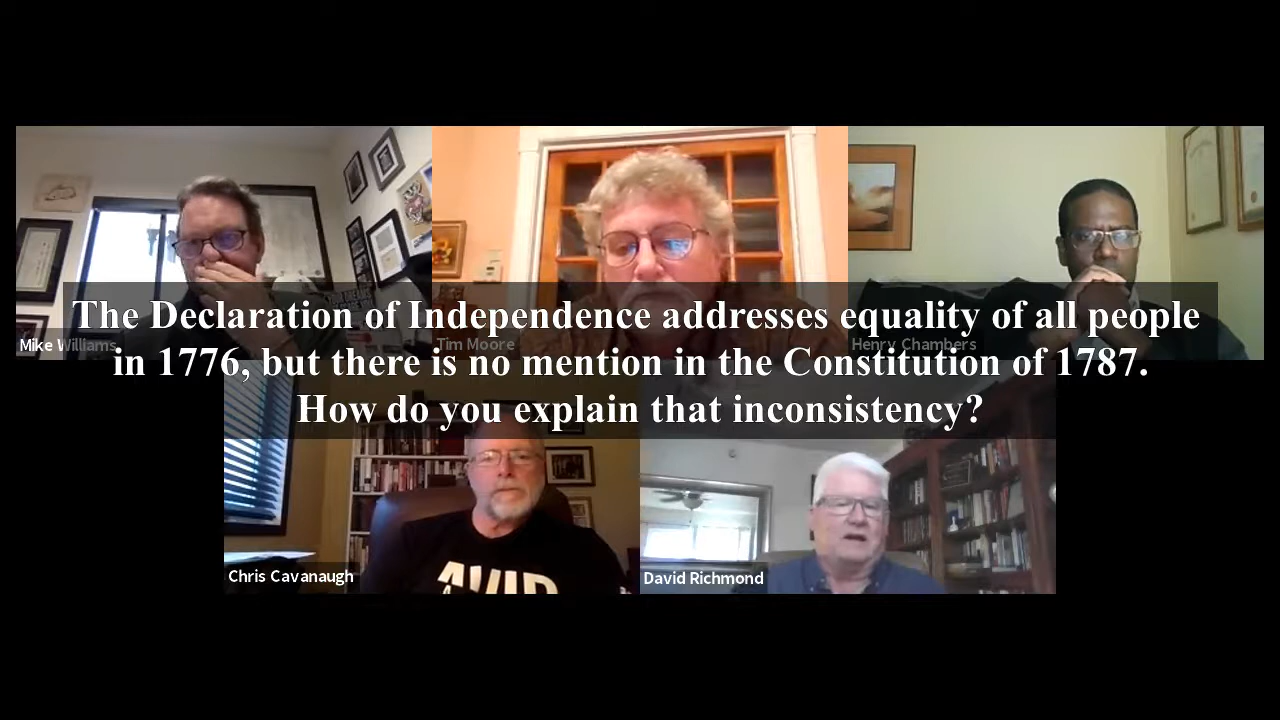 The Declaration of Independence addresses equality of all people
in 1776, but there is no mention in the Constitution of 1787.
How do you explain that inconsistency?
Mike Williams
Tim Moore
Henry Chambers
AVID
Chris Cavanaugh
David Richmond